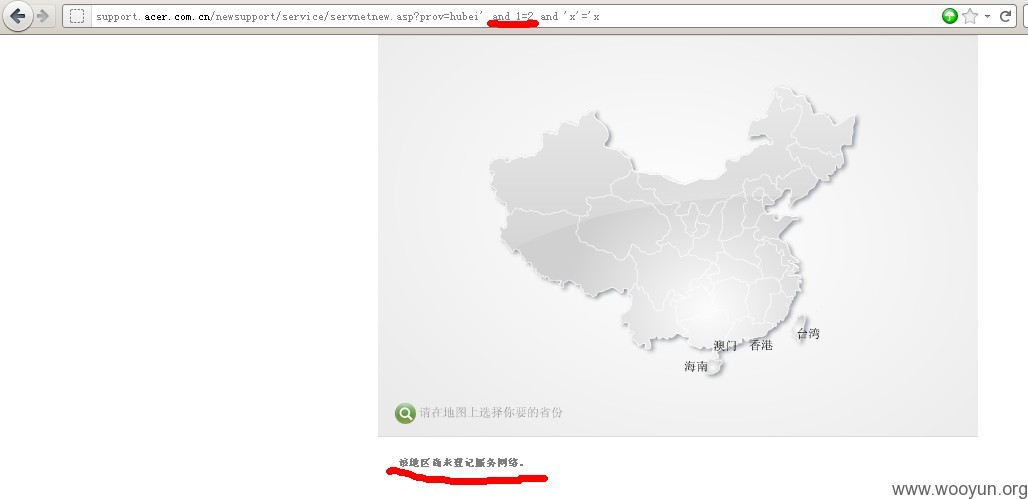 support.acer.com.cn/newsupport/service/servnetnew.asp?prov=hubei' and 1=2 and 'x'='x
台湾
澳门 香港
海南
请在地图上选择你要的省份
该地区尚未登记服务网络。
www.wooyun.org